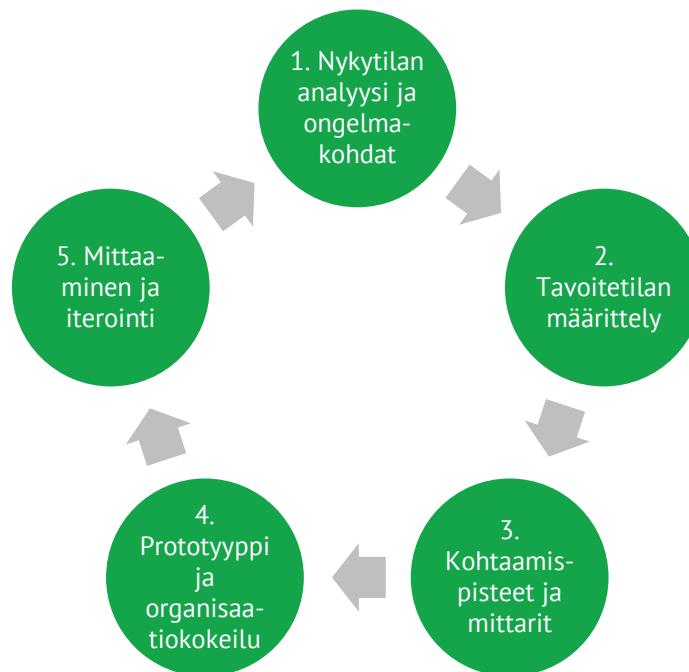 1. Nykytilan
analyysi ja
ongelma-
kohdat
2.
Tavoitetilan
määrittely
3.
Kohtaamis-
pisteet ja
mittarit
4.
Prototyyppi
ja
organisaa-
tiokokeilu
5. Mittaa-
minen ja
iterointi